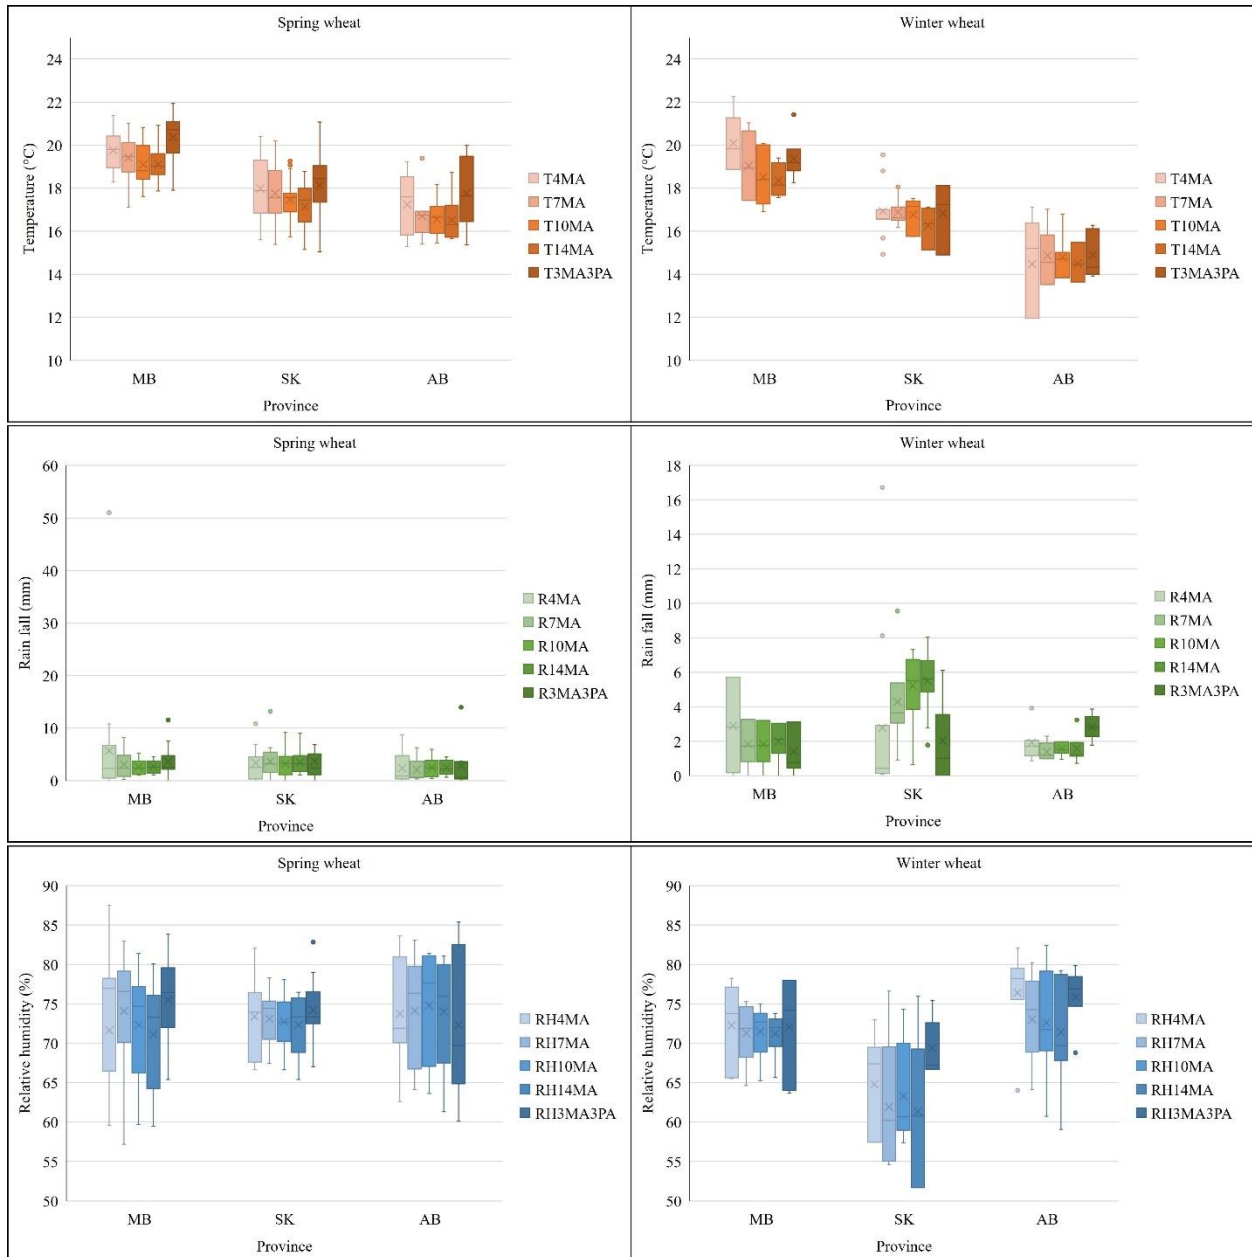 Spring wheat
24
22
20
18
16
14
12
10
Temperature (°C)
MB
SK
AB
Province
T4MA
T7MA
T10MA
T14MA
T3MA3PA
Winter wheat
24
22
20
18
16
14
12
10
Temperature (°C)
MB
SK
AB
Province
T4MA
T7MA
T10MA
T14MA
T3MA3PA
Spring wheat
60
50
40
30
20
10
0
Rain fall (mm)
MB
SK
AB
Province
R4MA
R7MA
R10MA
R14MA
R3MA3PA
Winter wheat
18
16
14
12
10
8
6
4
2
0
Rain fall (mm)
MB
SK
AB
Province
R4MA
R7MA
R10MA
R14MA
R3MA3PA
Spring wheat
90
85
80
75
70
65
60
55
50
Relative humidity (%)
MB
SK
AB
Province
RH4MA
RH7MA
RH10MA
RH14MA
RH3MA3PA
Winter wheat
90
85
80
75
70
65
60
55
50
Relative humidity (%)
MB
SK
AB
Province
RH4MA
RH7MA
RH10MA
RH14MA
RH3MA3PA